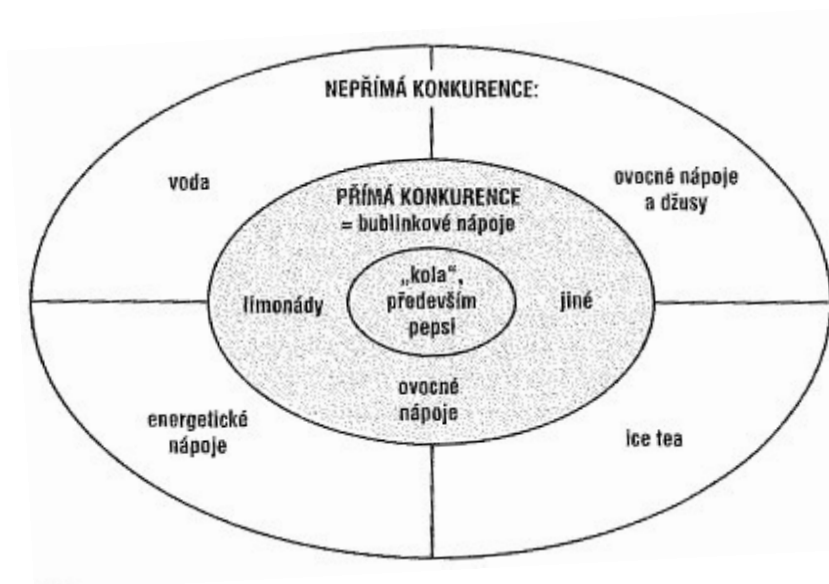 NEPŘÍMÁ KONKURENCE:
voda
ovocné nápoje
a džusy
PŘÍMÁ KONKURENCE
= bublinkové nápoje
„kola“,
především
pepsi
limonády
jiné
ovocné
nápoje
energetické
nápoje
ice tea